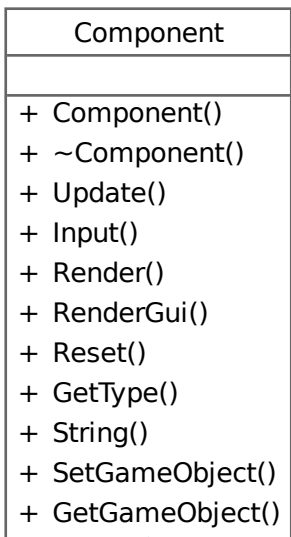 Component
+ Component()
+ ~Component()
+ Update()
+ Input()
+ Render()
+ RenderGui()
+ Reset()
+ GetType()
+ String()
+ SetGameObject()
+ GetGameObject()